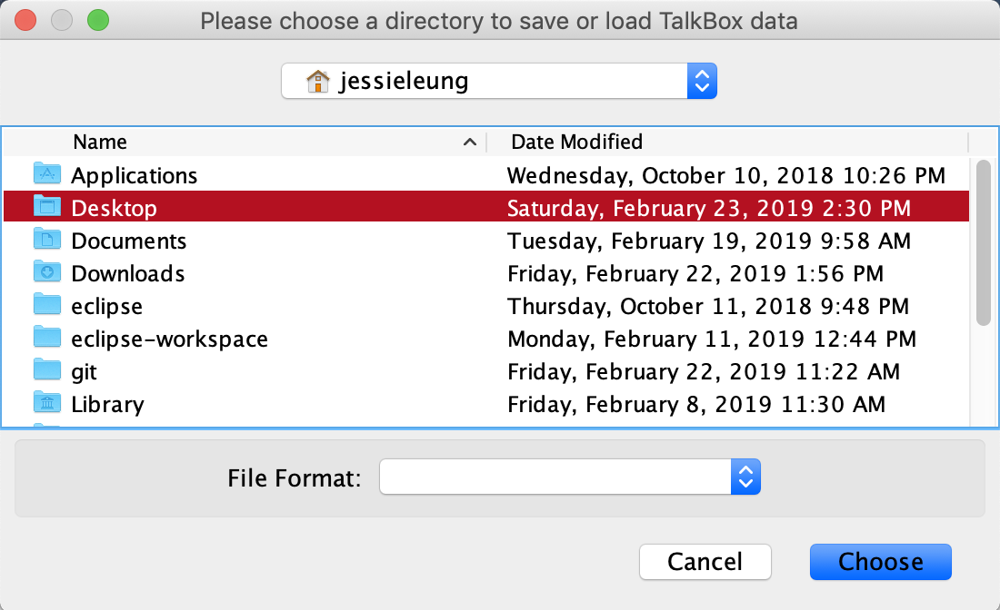 Please choose a directory to save or load TalkBox data
jessieleung
Name Date Modified
Applications Wednesday, October 10, 2018 10:26 PM
Desktop Saturday, February 23, 2019 2:30 PM
Documents Tuesday, February 19, 2019 9:58 AM
Downloads Friday, February 22, 2019 1:56 PM
eclipse Thursday, October 11, 2018 9:48 PM
eclipse-workspace Monday, February 11, 2019 12:44 PM
git Friday, February 22, 2019 11:22 AM
Library Friday, February 8, 2019 11:30 AM
File Format:
Cancel Choose